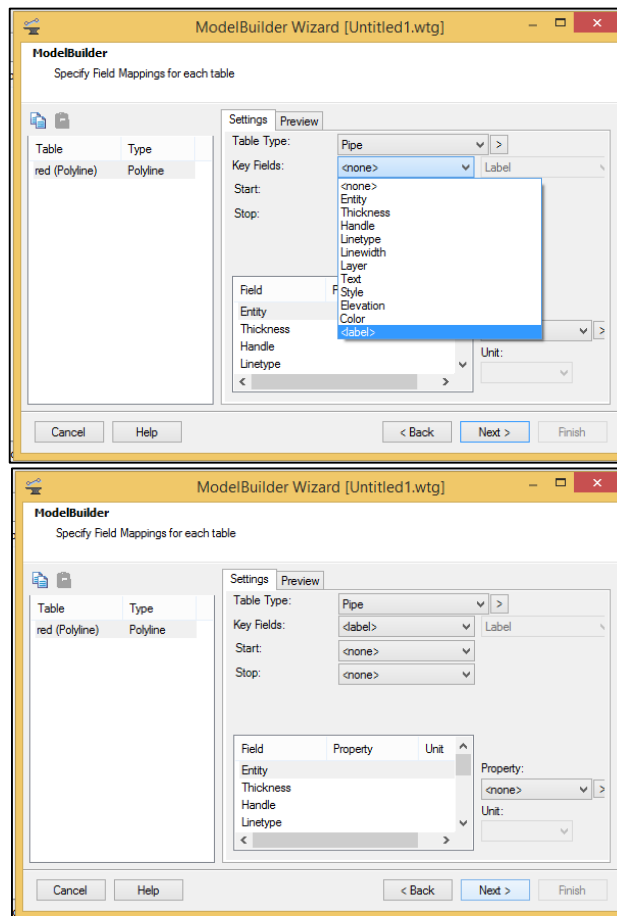 ModelBuilder Wizard [Untitled1.wtg]
ModelBuilder
Specify Field Mappings for each table
Settings Preview
Table Type
red (Polyline) Polyline
Table Type: Pipe >
Key Fields: <none> Label
Start:
Stop:
<none>
Entity
Thickness
Handle
Linetype
Linewidth
Layer
Text
Style
Elevation
Color
<label>
Field
Entity
Thickness
Handle
Linetype
>
Unit:
Cancel Help < Back Next > Finish
ModelBuilder Wizard [Untitled1.wtg]
ModelBuilder
Specify Field Mappings for each table
Settings Preview
Table Type
red (Polyline) Polyline
Table Type: Pipe >
Key Fields: <label> Label
Start: <none>
Stop: <none>
Field Property Unit
Entity
Thickness
Handle
Linetype
Property:
<none> >
Unit:
Cancel Help < Back Next > Finish